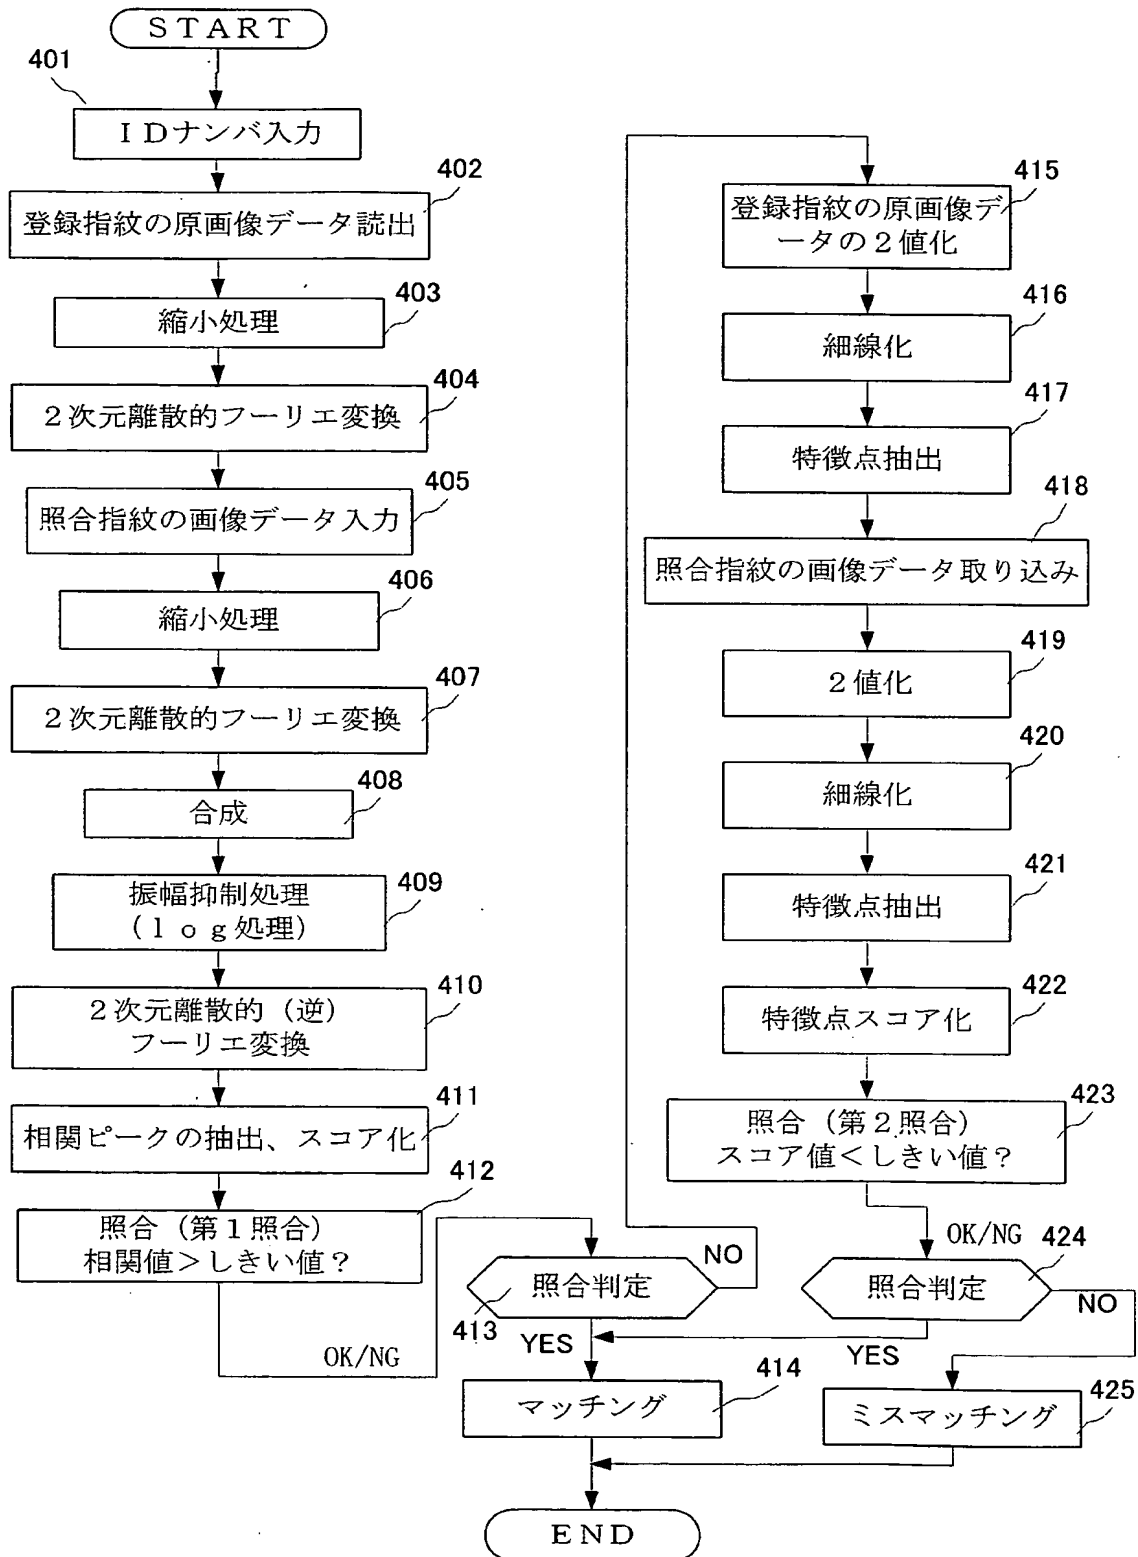 ＳＴＡＲＴ
401
ＩＤナンバ入力
402
登録指紋の原画像データ読出
403
縮小処理
404
２次元離散的フーリエ変換
405
照合指紋の画像データ入力
406
縮小処理
407
２次元離散的フーリエ変換
408
合成
409
振幅抑制処理
(ｌｏｇ処理)
410
２次元離散的（逆）
フーリエ変換
411
相関ピークの抽出、スコア化
412
照合（第１照合）
相関値＞しきい値？
OK/NG
照合判定
413
NO
YES
415
登録指紋の原画像デ
ータの２値化
416
細線化
417
特徴点抽出
418
照合指紋の画像データ取り込み
419
２値化
420
細線化
421
特徴点抽出
422
特徴点スコア化
423
照合（第２照合）
スコア値＜しきい値？
OK/NG
424
照合判定
NO
YES
414
マッチング
425
ミスマッチング
ＥＮＤ